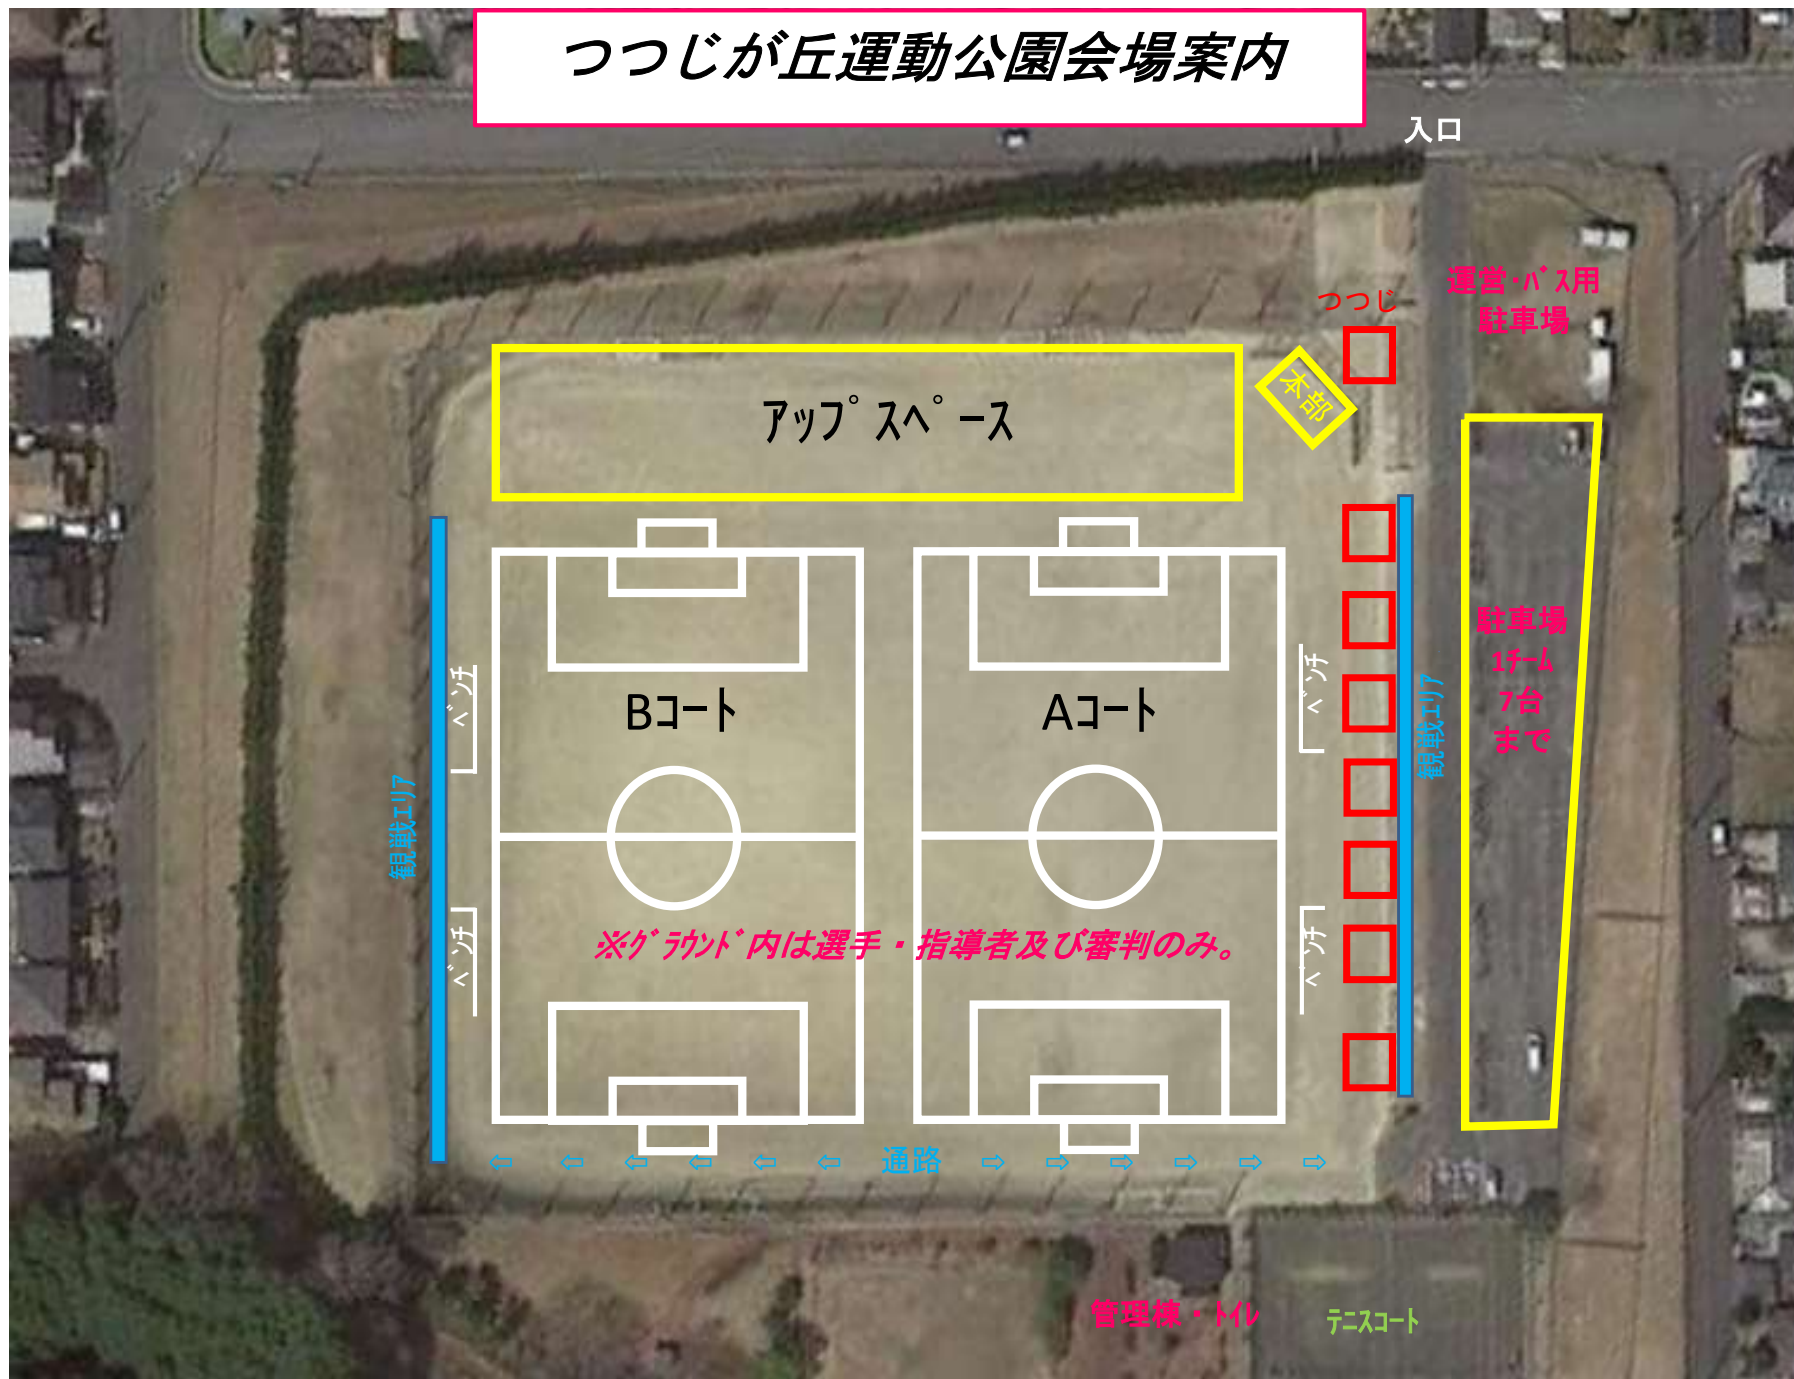 つつじが丘運動公園会場案内
入口
運営・ﾊﾞｽ用
駐車場
つつじ
本部
ｱｯﾌﾟｽﾍﾟｰｽ
駐車場
1ﾁｰﾑ
7台
まで
ﾍﾞﾝﾁ
Bｺｰﾄ
Aｺｰﾄ
ﾍﾞﾝﾁ
観戦ｴﾘｱ
観戦ｴﾘｱ
※ｸﾞﾗｳﾝﾄﾞ内は選手・指導者及び審判のみ。
ﾍﾞﾝﾁ
ﾍﾞﾝﾁ
⇦ ⇦ ⇦ ⇦ ⇦ ⇦ 通路 ⇨ ⇨ ⇨ ⇨ ⇨ ⇨
管理棟・ﾄｲﾚ
ﾃﾆｽｺｰﾄ